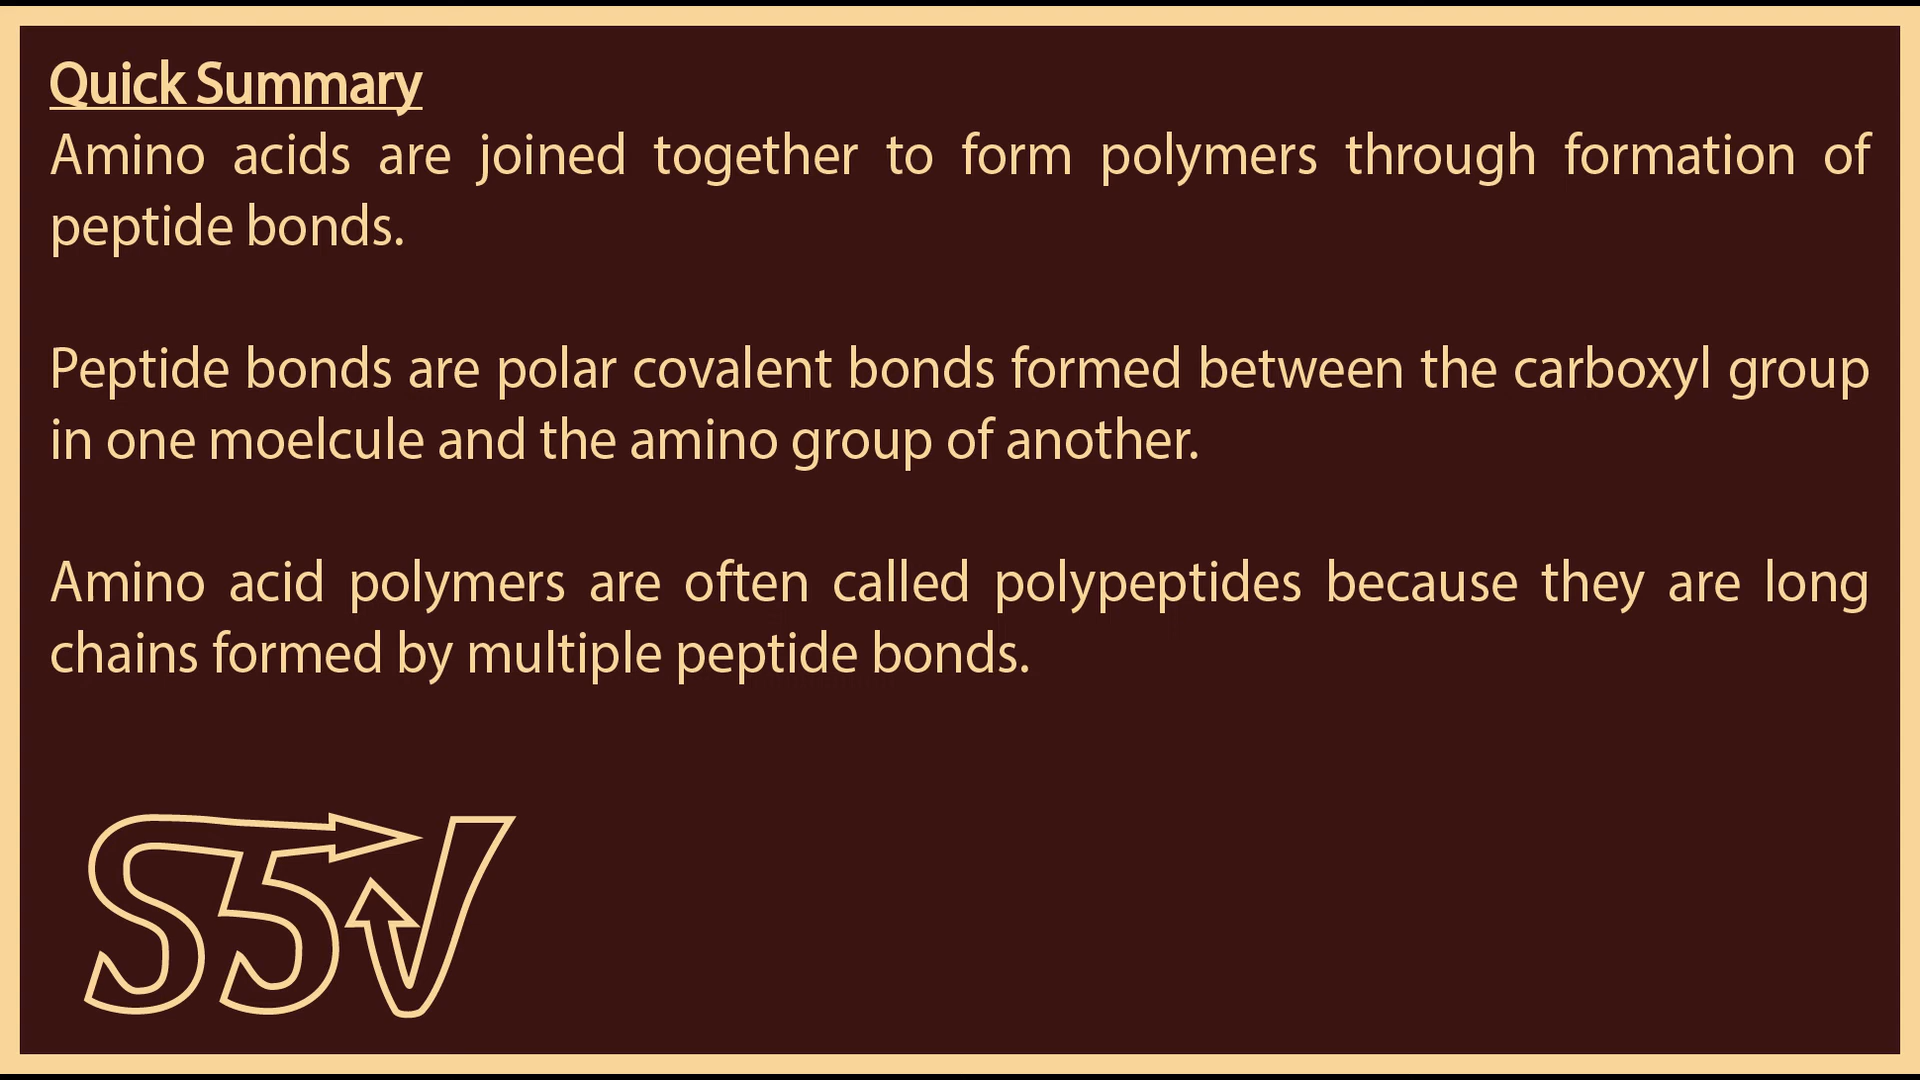 Quick Summary
Amino acids are joined together to form polymers through formation of
peptide bonds.
Peptide bonds are polar covalent bonds formed between the carboxyl group
in one moelcule and the amino group of another.
Amino acid polymers are often called polypeptides because they are long
chains formed by multiple peptide bonds.
S5V